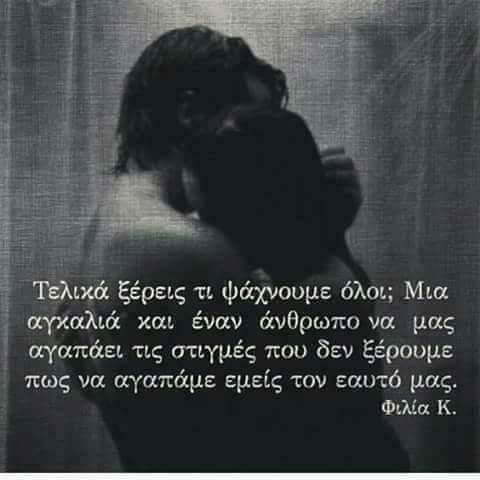 Τελικά ξέρεις τι ψάχνουμε όλοι; Μια
αγκαλιά και έναν άνθρωπο να μας
αγαπάει τις στιγμές που δεν ξέρουμε
πως να αγαπάμε εμείς τον εαυτό μας.
Φιλία Κ.